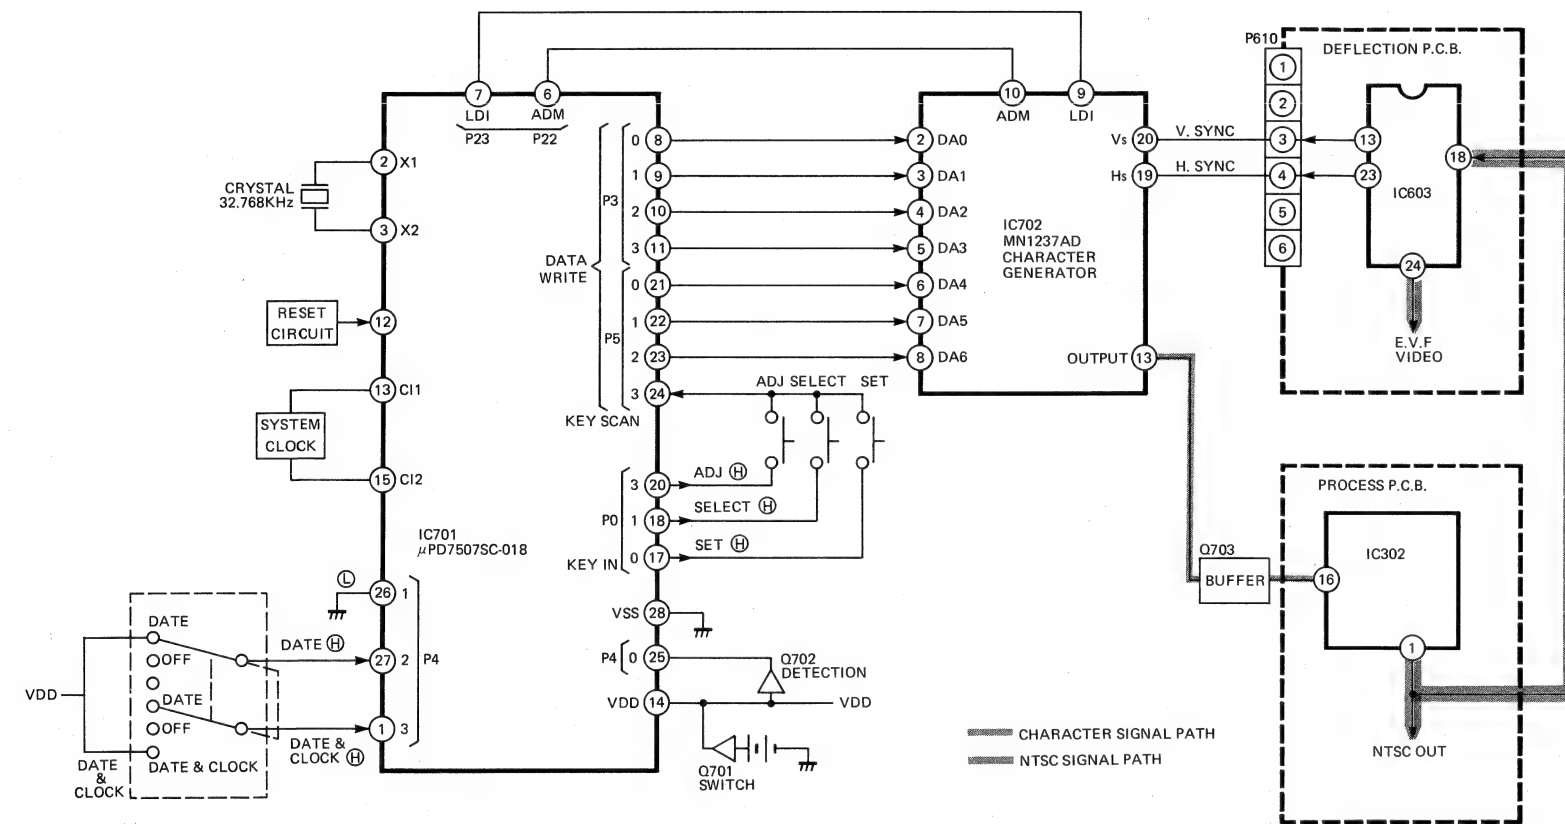 P610
DEFLECTION P.C.B.
7
6
10
9
LDI
ADM
ADM
LDI
P23
P22
1
2
3
4
5
6
0 8
1 9
2 10
3 11
0 21
1 22
2 23
3 24
P3
P5
DATA
WRITE
KEY SCAN
2 DA0
3 DA1
4 DA2
5 DA3
6 DA4
7 DA5
8 DA6
IC702
MN1237AD
CHARACTER
GENERATOR
Vs 20
V. SYNC
Hs 19
H. SYNC
OUTPUT 13
13
23
18
IC603
24
E.V.F
VIDEO
2 X1
CRYSTAL
32.768KHz
3 X2
RESET
CIRCUIT
12
13 CI1
SYSTEM
CLOCK
15 CI2
ADJ SELECT SET
3 20 ADJ H
P0 1 18 SELECT H
0 17 SET H
KEY IN
IC701
μPD7507SC-018
L
26 1
27 2
1 3
P4
VSS 28
P4 0 25
Q702
DETECTION
VDD 14
VDD
Q701
SWITCH
DATE
OFF
DATE
OFF
DATE & CLOCK
DATE H
DATE &
CLOCK H
VDD
DATE
&
CLOCK
PROCESS P.C.B.
IC302
Q703
BUFFER
16
1
NTSC OUT
CHARACTER SIGNAL PATH
NTSC SIGNAL PATH